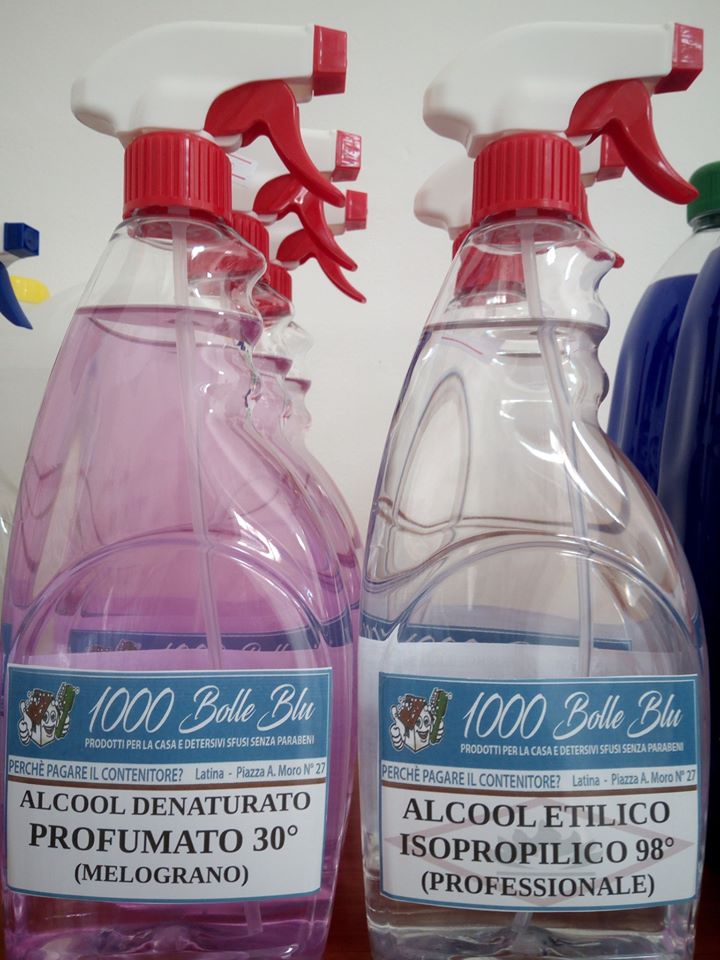 1000 Bolle Blu
PRODOTTI PER LA CASA E DETERSIVI SFUSI SENZA PARABENI
PERCHÈ PAGARE IL CONTENITORE? Latina - Piazza A. Moro N° 27
ALCOOL DENATURATO
PROFUMATO 30°
(MELOGRANO)
1000 Bolle Blu
PRODOTTI PER LA CASA E DETERSIVI SFUSI SENZA PARABENI
PERCHÈ PAGARE IL CONTENITORE? Latina - Piazza A. Moro N° 27
ALCOOL ETILICO
ISOPROPILICO 98°
(PROFESSIONALE)